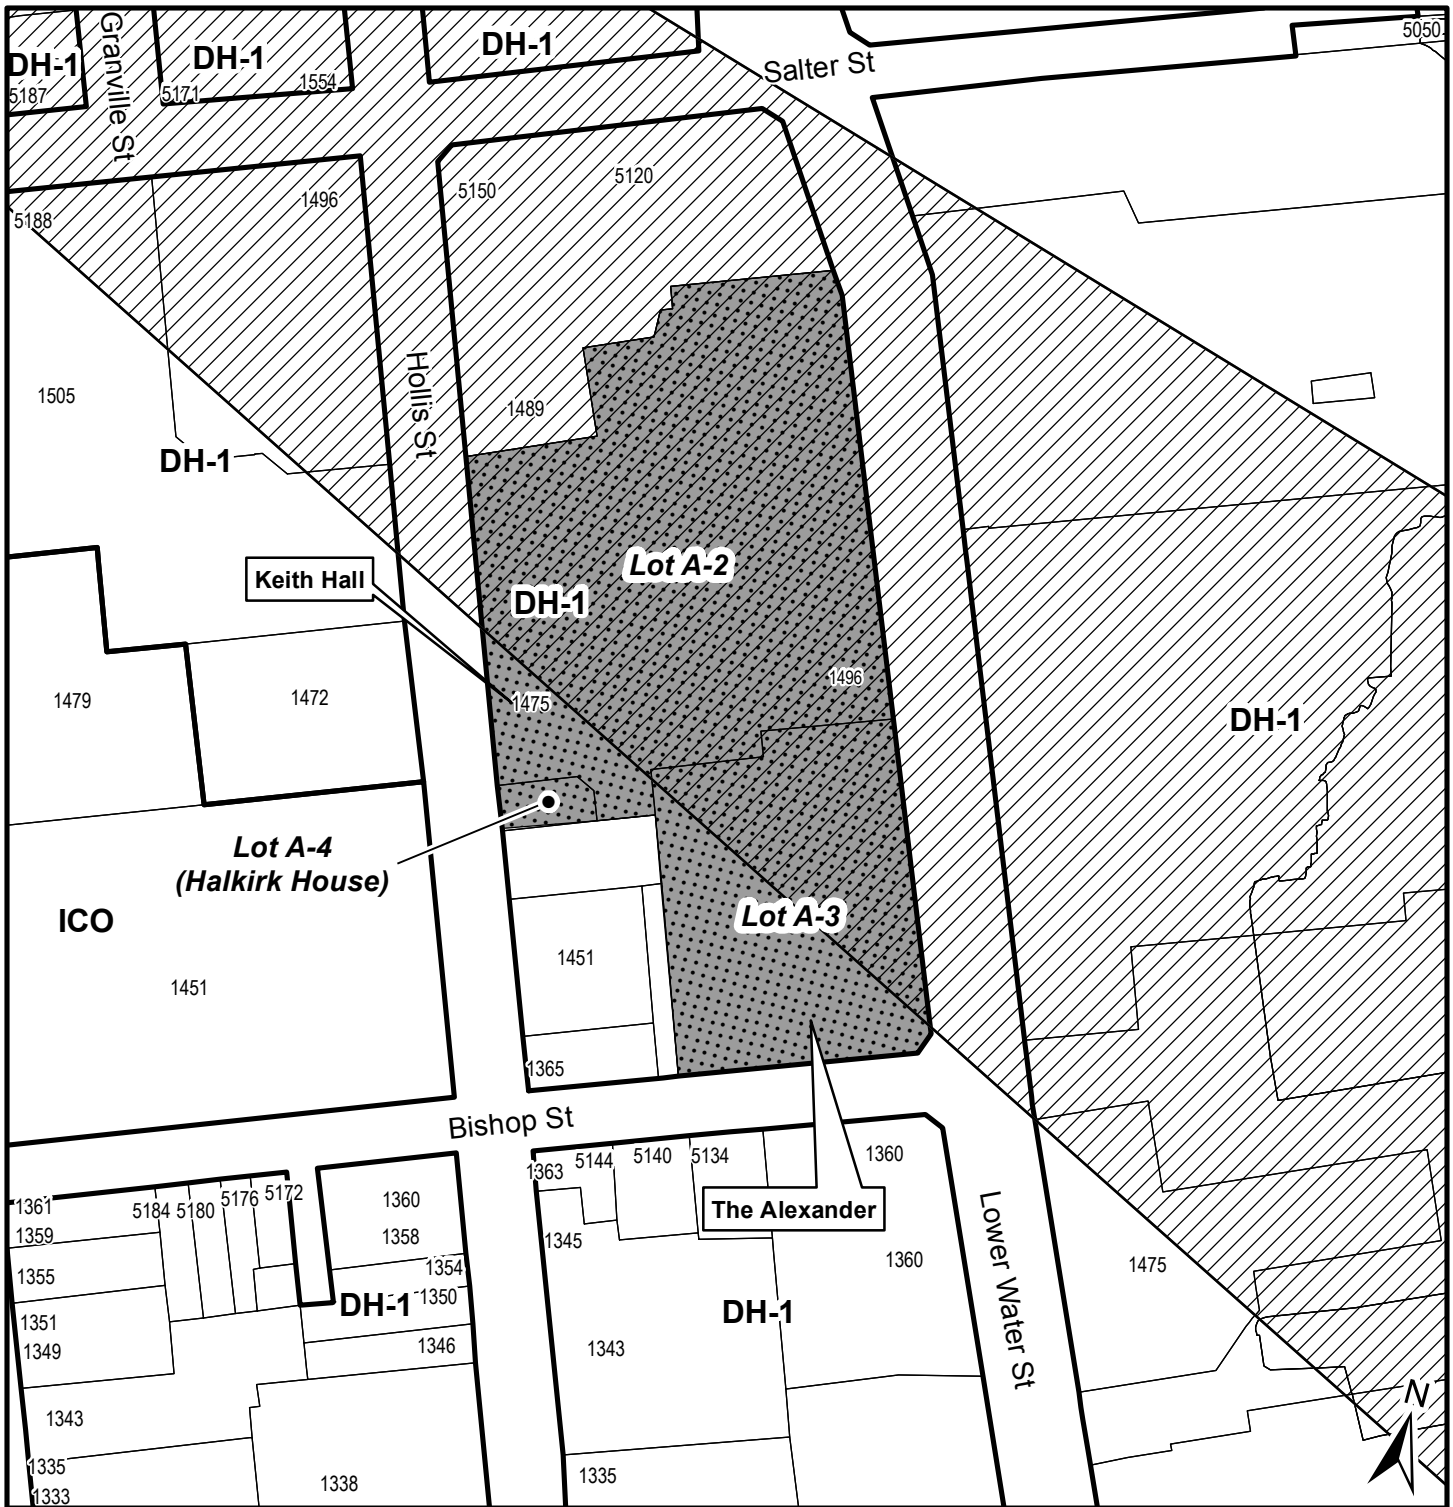 5050
DH-1
DH-1
DH-1
Salter St
5187
Granville St
5171
1554
5188
1496
5150
5120
1505
Hollis St
1489
DH-1
Keith Hall
Lot A-2
DH-1
1479
1472
1475
1496
DH-1
Lot A-4
(Halkirk House)
Lot A-3
ICO
1451
1451
1365
Bishop St
1363
5144
5140
5134
1360
1361
5184
5180
5176
5172
1360
The Alexander
Lower Water St
1359
1358
1345
1360
1475
1355
1354
1350
DH-1
DH-1
1351
1349
1346
1343
N
1343
1335
1333
1338
1335